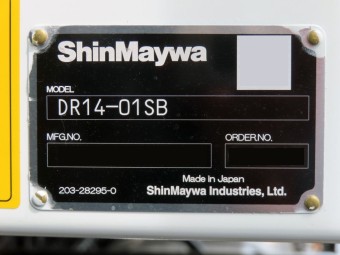 ShinMaywa
MODEL
DR14-01SB
MFG.NO. ORDER.NO.
Made in Japan
203-28295-0 ShinMaywa Industries, Ltd.